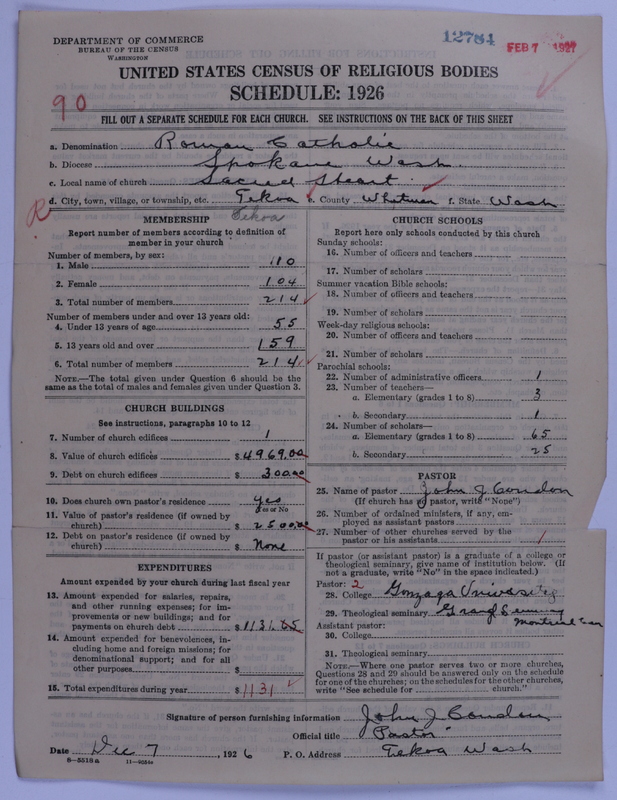 DEPARTMENT OF COMMERCE
BUREAU OF THE CENSUS
WASHINGTON
12764
FEB 7 1927
UNITED STATES CENSUS OF RELIGIOUS BODIES
SCHEDULE: 1926
90
FILL OUT A SEPARATE SCHEDULE FOR EACH CHURCH. SEE INSTRUCTIONS ON THE BACK OF THIS SHEET
a. Denomination Roman Catholic
b. Diocese Spokane Wash.
c. Local name of church Sacred Heart
d. City, town, village, or township, etc. Tekoa e. County Whitman f. State Wash
R
Tekoa
MEMBERSHIP
Report number of members according to definition of member in your church
Number of members, by sex:
1. Male 110
2. Female 104
3. Total number of members 214
Number of members under and over 13 years old:
4. Under 13 years of age 55
5. 13 years old and over 159
6. Total number of members 214
NOTE.—The total given under Question 6 should be the same as the total of males and females given under Question 3.
CHURCH BUILDINGS
See instructions, paragraphs 10 to 12
7. Number of church edifices 1
8. Value of church edifices $4969.00
9. Debt on church edifices $300.00
10. Does church own pastor's residence yes
Yes or No
11. Value of pastor's residence (if owned by church) $2500.00
12. Debt on pastor's residence (if owned by church) $ None
EXPENDITURES
Amount expended by your church during last fiscal year
13. Amount expended for salaries, repairs, and other running expenses; for improvements or new buildings; and for payments on church debt $1131.65
14. Amount expended for benevolences, including home and foreign missions; for denominational support; and for all other purposes $
15. Total expenditures during year $1131
CHURCH SCHOOLS
Report here only schools conducted by this church
Sunday schools:
16. Number of officers and teachers
17. Number of scholars
Summer vacation Bible schools:
18. Number of officers and teachers
19. Number of scholars
Week-day religious schools:
20. Number of officers and teachers
21. Number of scholars
Parochial schools:
22. Number of administrative officers 1
23. Number of teachers—
a. Elementary (grades 1 to 8) 3
b. Secondary 1
24. Number of scholars—
a. Elementary (grades 1 to 8) 65
b. Secondary 25
PASTOR
25. Name of pastor John J Condon
(If church has no pastor, write "None")
26. Number of ordained ministers, if any, employed as assistant pastors
27. Number of other churches served by the pastor or his assistants 1
If pastor (or assistant pastor) is a graduate of a college or theological seminary, give name of institution below. (If not a graduate, write "No" in the space indicated.)
Pastor: 2
28. College Gonzaga University
29. Theological seminary Grand Seminary
Montreal Can
Assistant pastor:
30. College
31. Theological seminary
NOTE.—Where one pastor serves two or more churches, Questions 28 and 29 should be answered only on the schedule for one of the churches; on the schedules for the other churches, write "See schedule for church."
Signature of person furnishing information John J Condon
Official title Pastor
Date Dec 7, 1926 P. O. Address Tekoa Wash